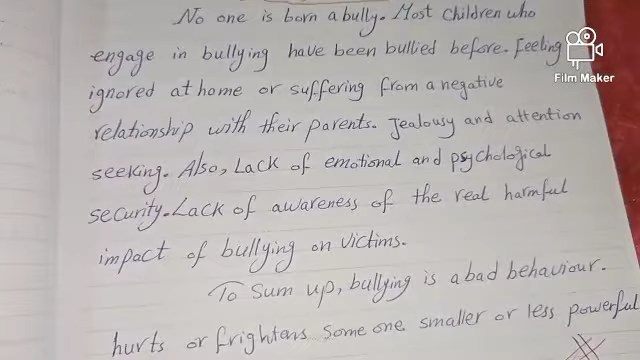 No one is born a bully. Most children who
engage in bullying have been bullied before. Feeling
ignored at home or suffering from a negative
relationship with their parents. Jealousy and attention
seeking. Also, Lack of emotional and psychological
security. Lack of awareness of the real harmful
impact of bullying on victims.
To Sum up, bullying is a bad behaviour.
hurts or frightens some one smaller or less powerful
Film Maker